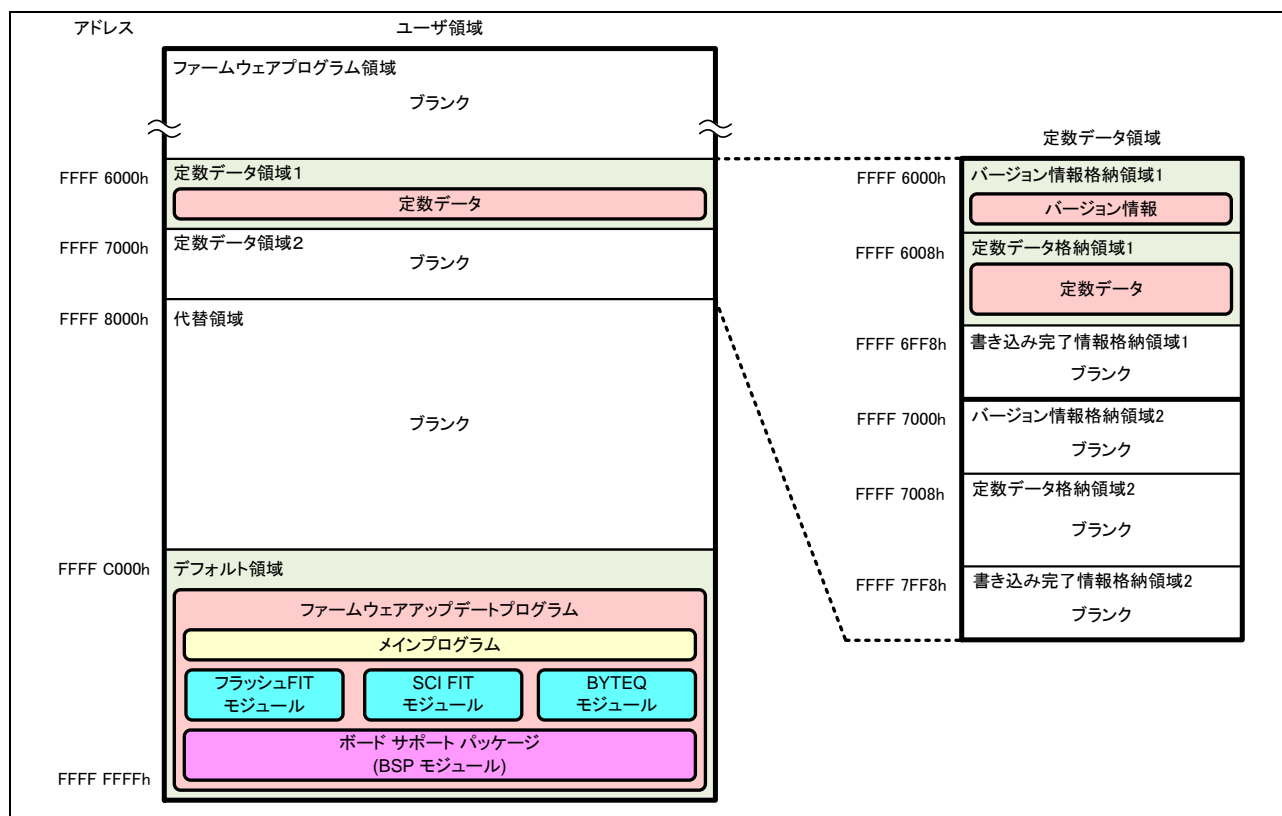 アドレス
ユーザ領域
ファームウェアプログラム領域
ブランク
FFFF 6000h
定数データ領域1
定数データ
FFFF 7000h
定数データ領域2
ブランク
FFFF 8000h
代替領域
ブランク
FFFF C000h
デフォルト領域
ファームウェアアップデートプログラム
メインプログラム
フラッシュFIT
モジュール
SCI FIT
モジュール
BYTEQ
モジュール
ボード サポート パッケージ
(BSP モジュール)
FFFF FFFFh
定数データ領域
FFFF 6000h
バージョン情報格納領域1
バージョン情報
FFFF 6008h
定数データ格納領域1
定数データ
FFFF 6FF8h
書き込み完了情報格納領域1
ブランク
FFFF 7000h
バージョン情報格納領域2
ブランク
FFFF 7008h
定数データ格納領域2
ブランク
FFFF 7FF8h
書き込み完了情報格納領域2
ブランク